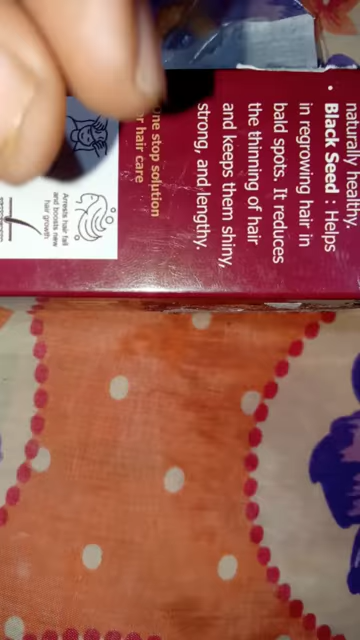 naturally healthy.
• Black Seed : Helps
in regrowing hair in
bald spots. It reduces
the thinning of hair
and keeps them shiny,
strong, and lengthy.
one stop solution
hair care
Arrests hair fall
and boosts new
hair growth